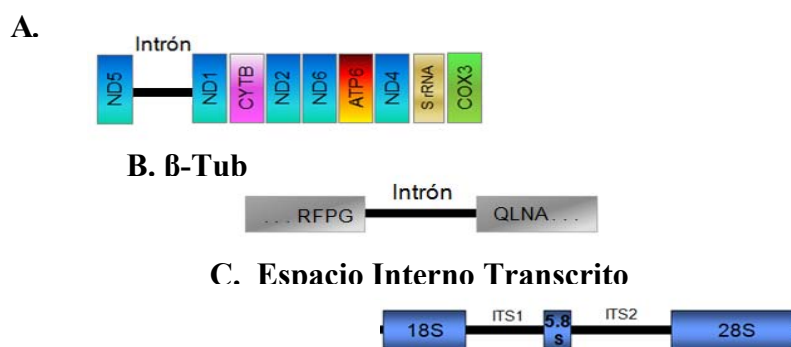 A.
Intrón
ND5 ND1 CYTB ND2 ND6 ATP6 ND4 SrRNA COX3
B. ß-Tub
Intrón
...RFPG QLNA...
C. Espacio Interno Transcrito
18S ITS1 5.8 s ITS2 28S